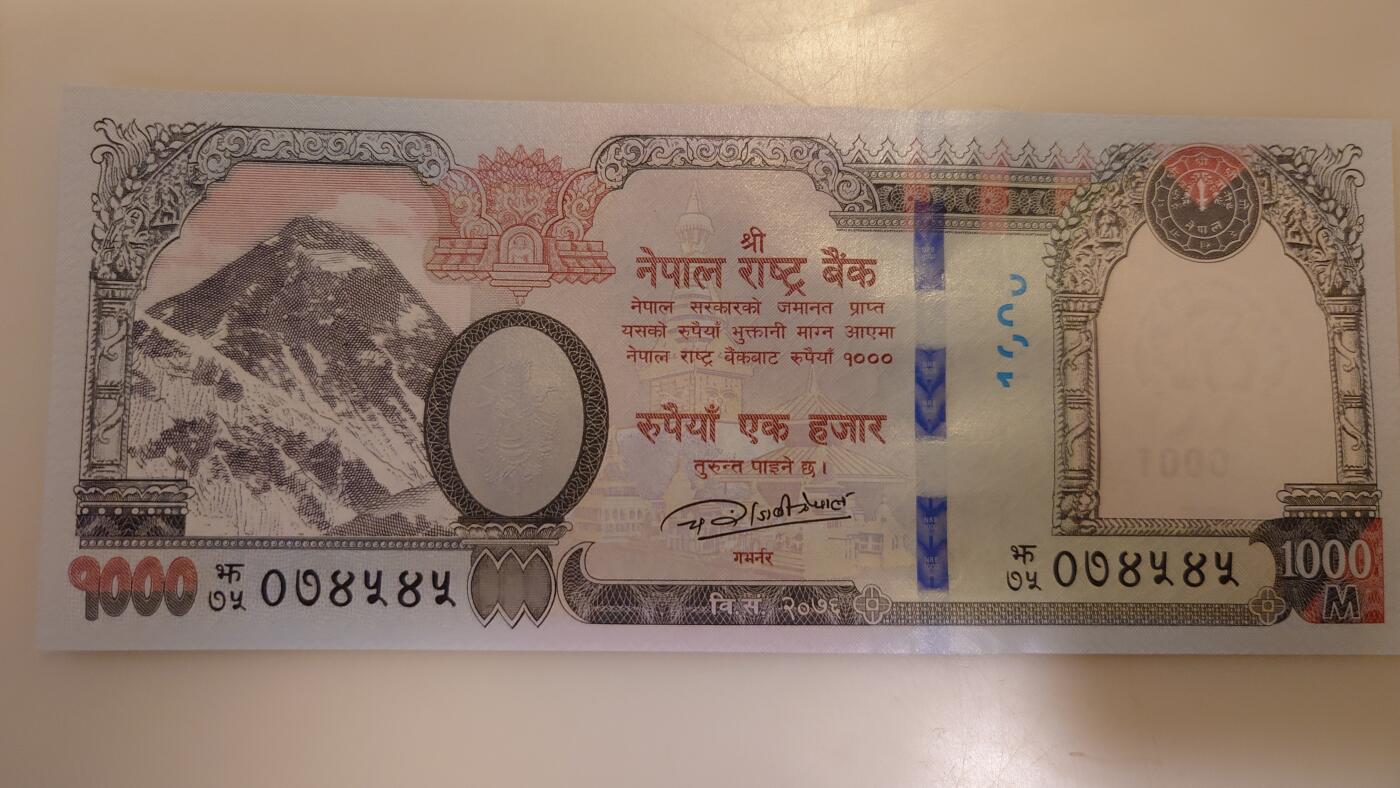 श्री
नेपाल राष्ट्र बैंक
नेपाल सरकारको जमानत प्राप्त
यसको रुपैयाँ भुक्तानी माग्न आएमा
नेपाल राष्ट्र बैंकबाट रुपैयाँ १०००
रुपैयाँ एक हजार
तुरुन्त पाइने छ।
गभर्नर
वि.सं. २०७६
१०००
झ
७५ ०७४५४५
झ
७५ ०७४५४५
1000
M